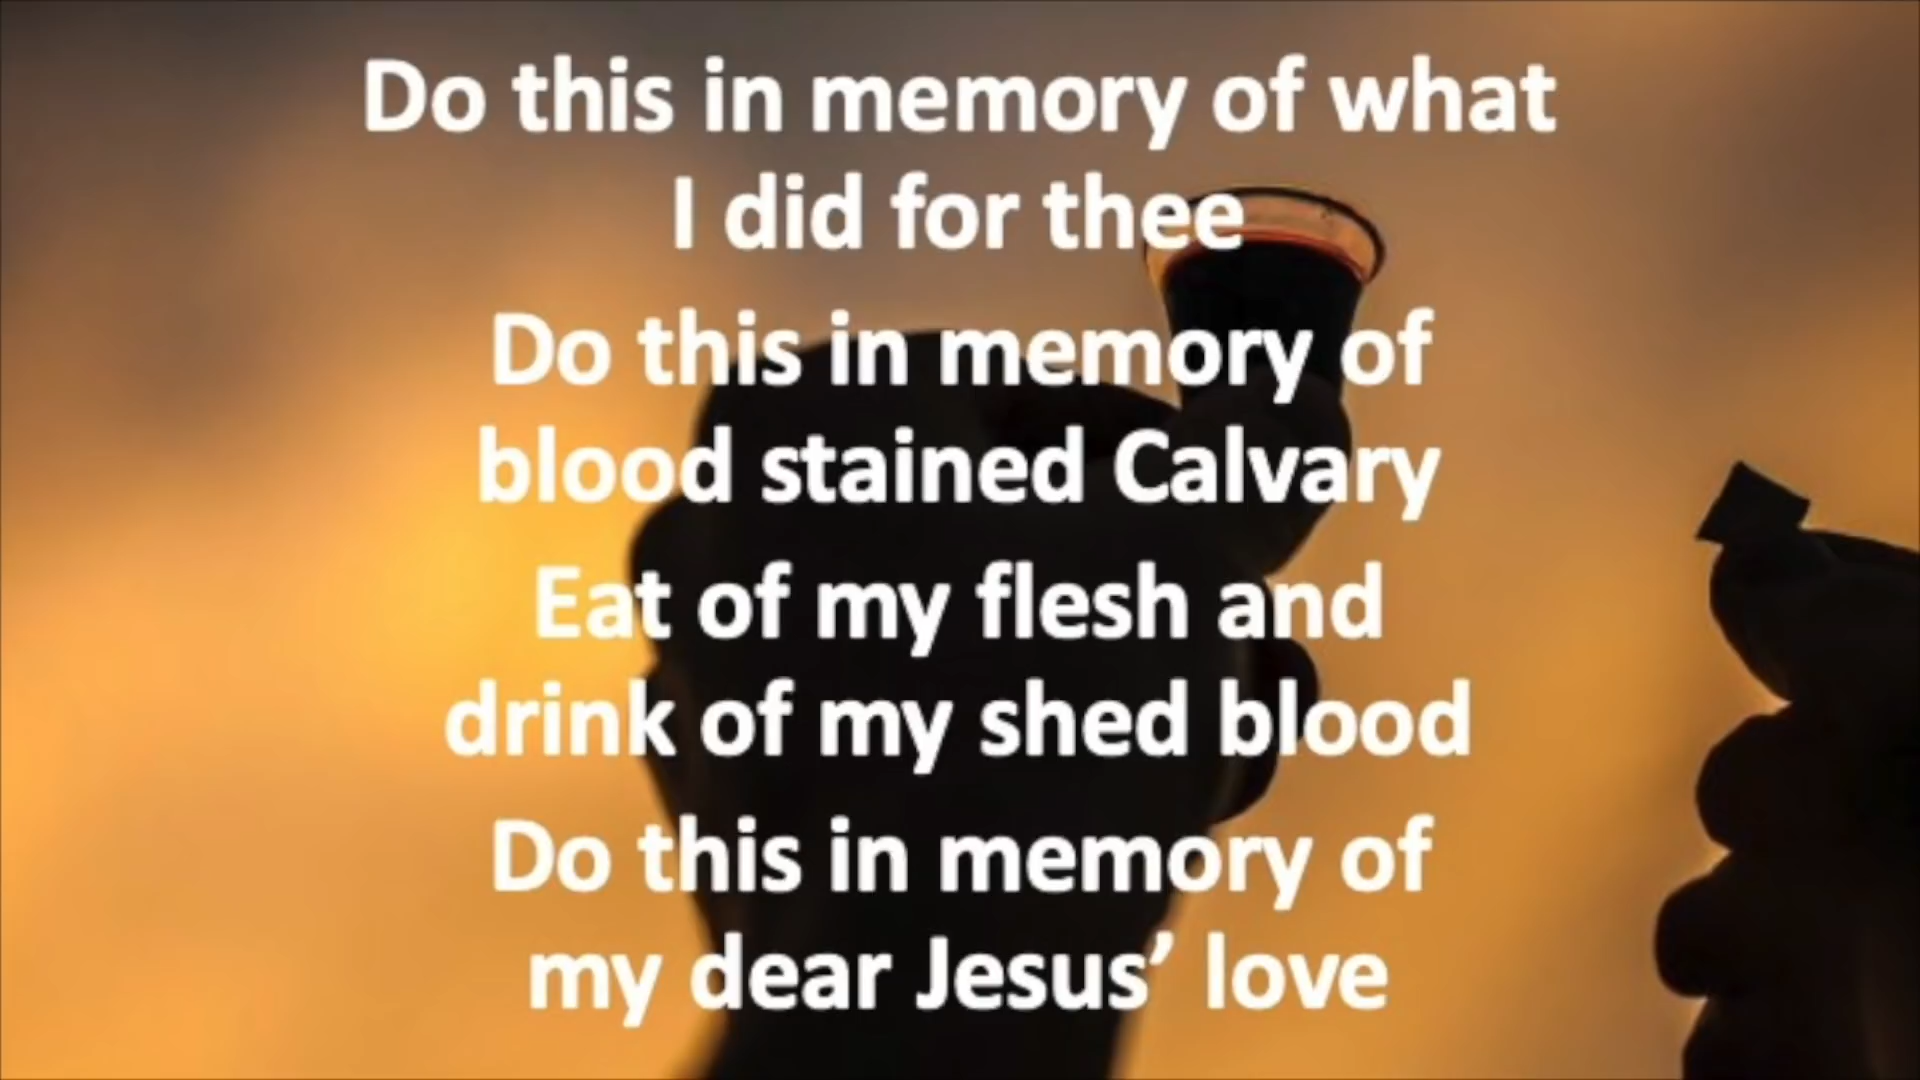 Do this in memory of what
I did for thee
Do this in memory of
blood stained Calvary
Eat of my flesh and
drink of my shed blood
Do this in memory of
my dear Jesus’ love